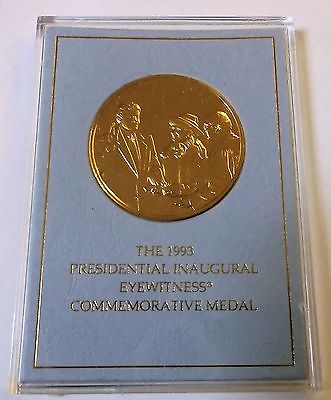 THE 1993
PRESIDENTIAL INAUGURAL
EYEWITNESS®
COMMEMORATIVE MEDAL